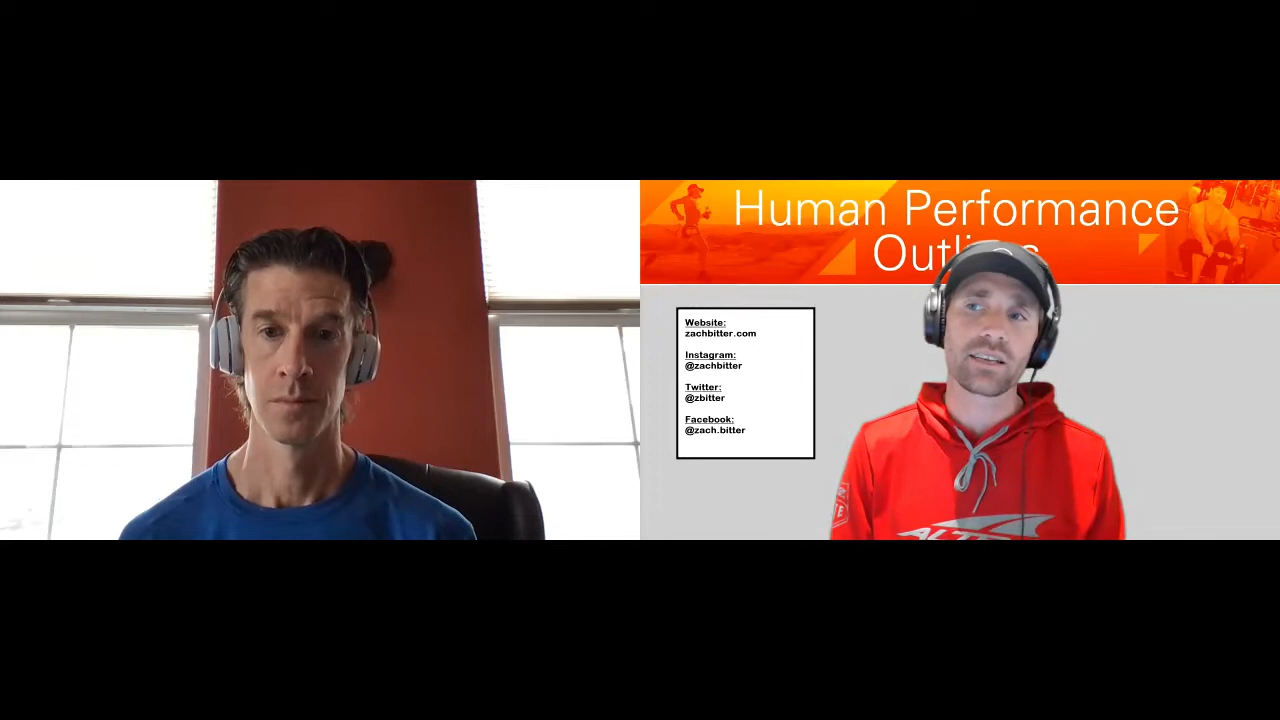 Human Performance
Website:
zachbitter.com
Instagram:
@zachbitter
Twitter:
@zbitter
Facebook:
@zach.bitter